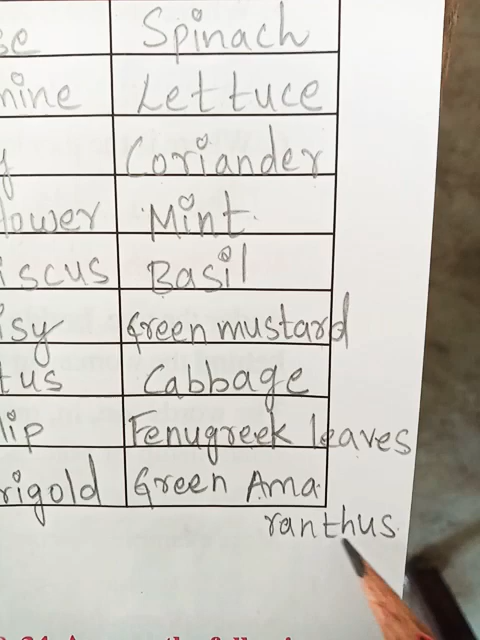 se Spinach
mine Lettuce
y Coriander
lower Mint.
iscus Basil
isy Green mustard
tus Cabbage
lip Fenugreek leaves
rigold Green Ama
ranthus.